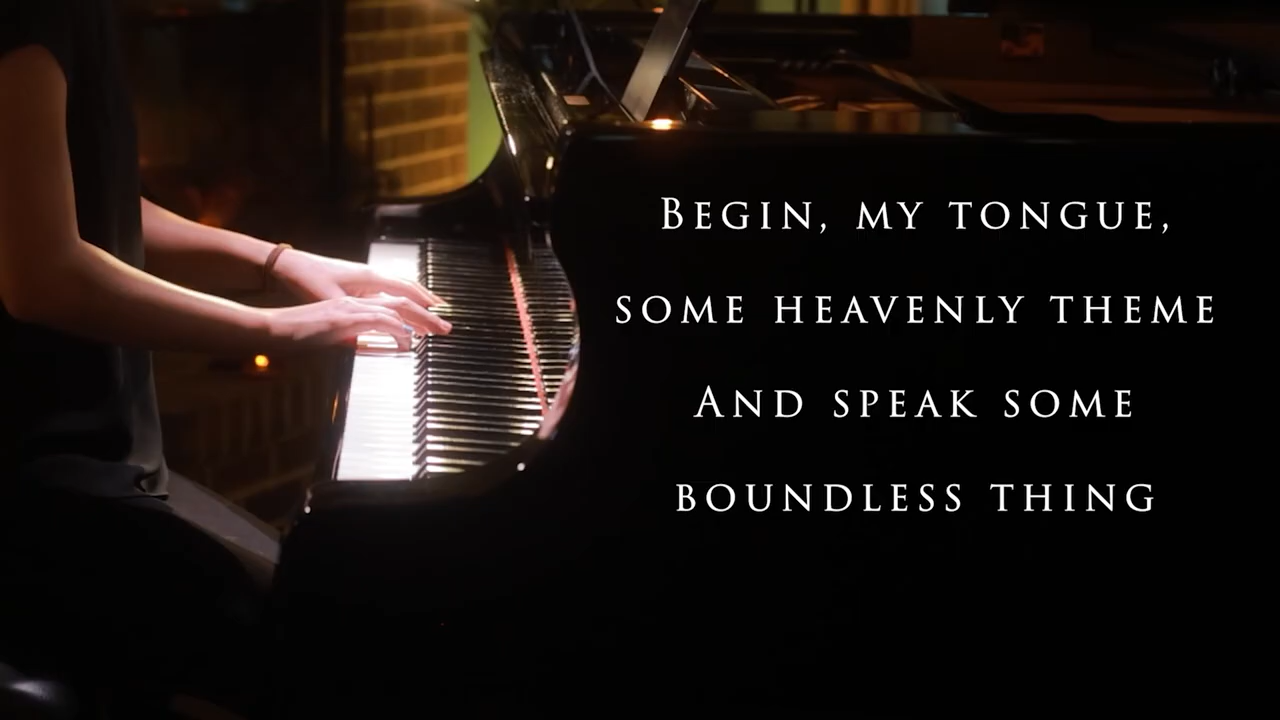 Begin, my tongue,
some heavenly theme
And speak some
boundless thing